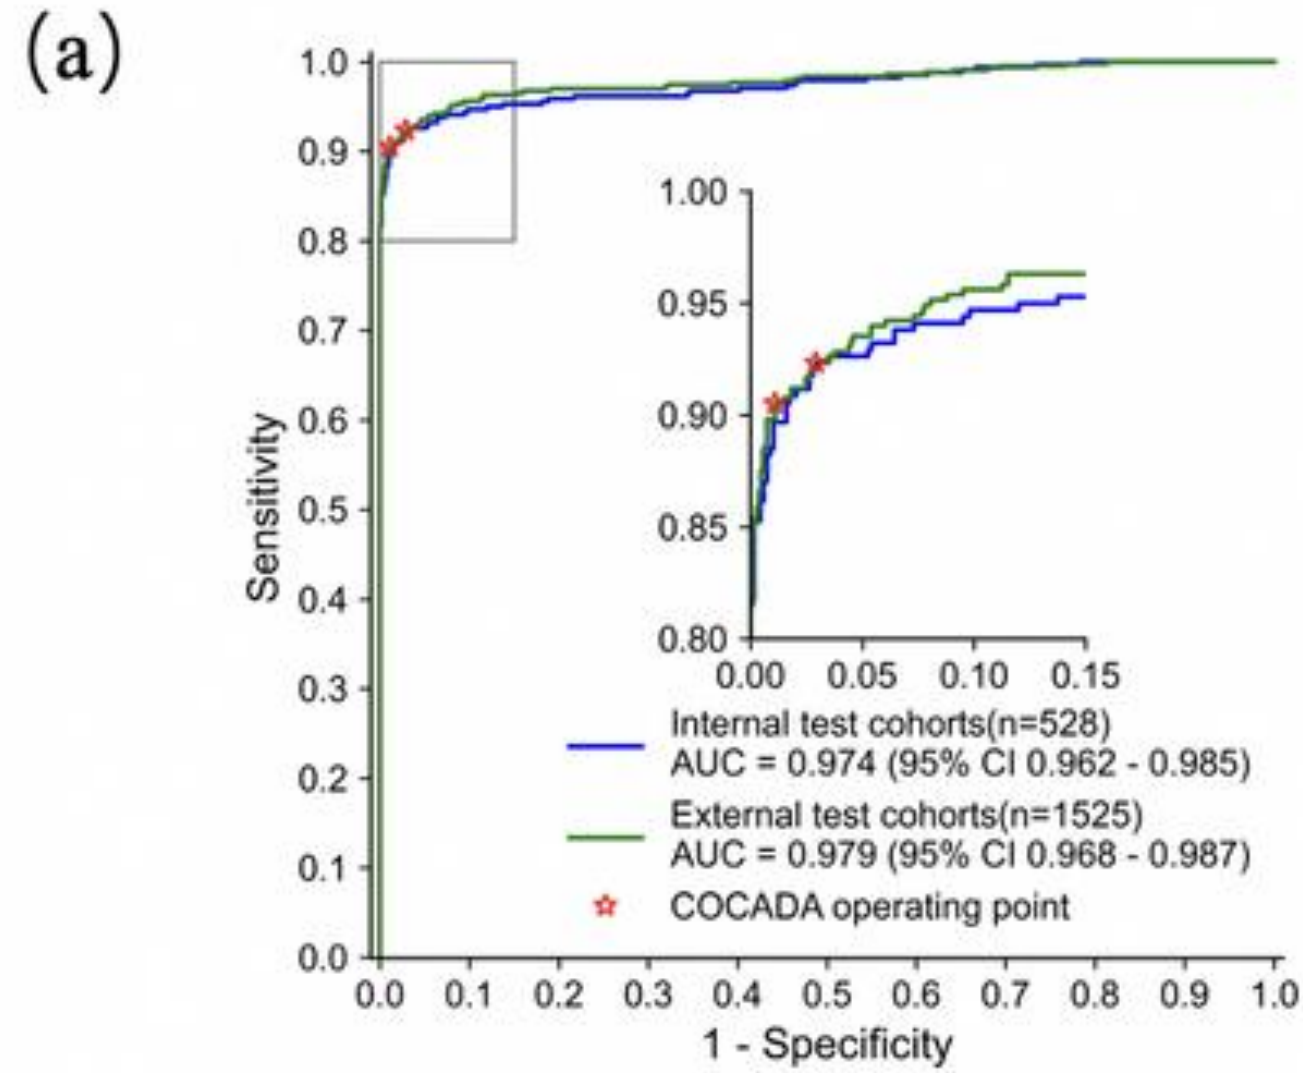 (a)
1.0
0.9
0.8
0.7
0.6
0.5
0.4
0.3
0.2
0.1
0.0
Sensitivity
1.00
0.95
0.90
0.85
0.80
0.00 0.05 0.10 0.15
Internal test cohorts(n=528)
AUC = 0.974 (95% CI 0.962 - 0.985)
External test cohorts(n=1525)
AUC = 0.979 (95% CI 0.968 - 0.987)
COCADA operating point
0.0 0.1 0.2 0.3 0.4 0.5 0.6 0.7 0.8 0.9 1.0
1 - Specificity